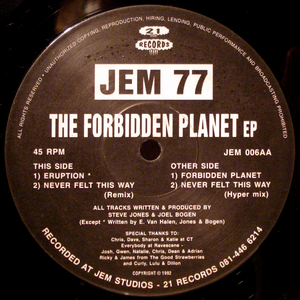 ALL RIGHTS RESERVED · UNAUTHORIZED COPYING, REPRODUCTION, HIRING, LENDING, PUBLIC PERFORMANCE AND BROADCASTING PROHIBITED
21
RECORDS
JEM 77
THE FORBIDDEN PLANET EP
45 RPM
JEM 006AA
THIS SIDE
1) ERUPTION *
2) NEVER FELT THIS WAY
(Remix)
OTHER SIDE
1) FORBIDDEN PLANET
2) NEVER FELT THIS WAY
(Hyper mix)
ALL TRACKS WRITTEN & PRODUCED BY
STEVE JONES & JOEL BOGEN
(Except * Written by E. Van Halen, Jones & Bogen)
SPECIAL THANKS TO:
Chris, Dave, Sharon & Katie at CT
Everybody at Ravescene -
Josh, Gwen, Natalie, Chris, Dean & Adrian
Ricky & James from The Good Strawberries
and Curly, Lulu & Dillon
COPYRIGHT © 1992
RECORDED AT JEM STUDIOS - 21 RECORDS 081-446 6214